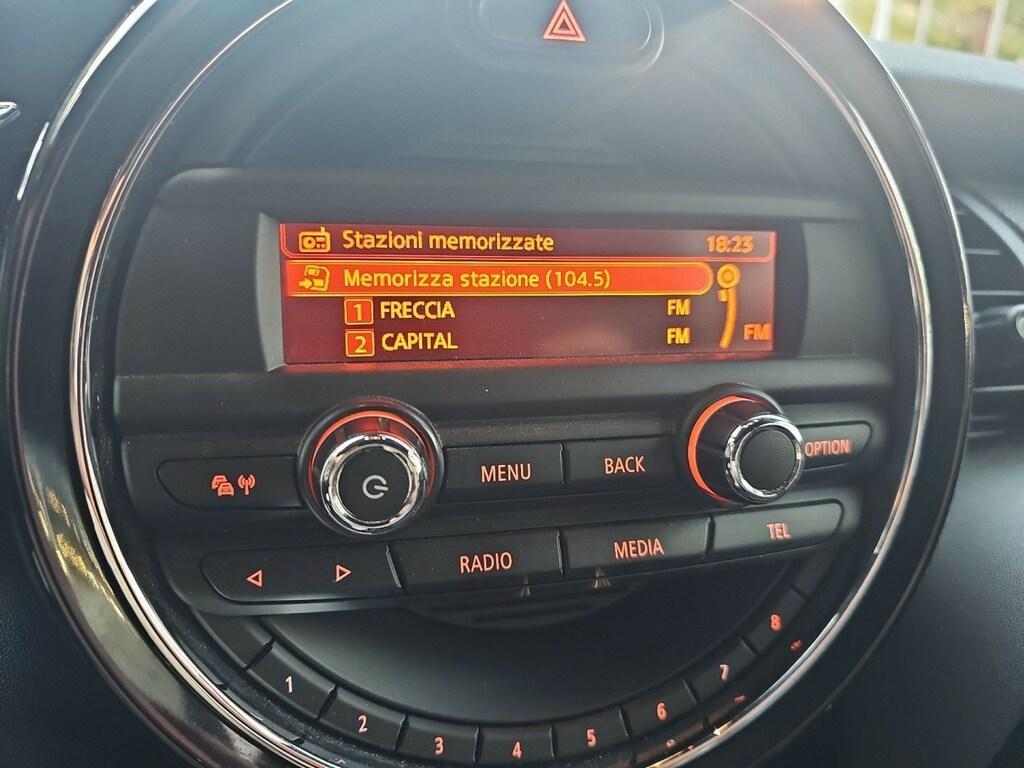 Stazioni memorizzate 18:23
Memorizza stazione (104.5)
1 FRECCIA FM
2 CAPITAL FM
FM
MENU BACK OPTION
RADIO MEDIA TEL
1 2 3 4 5 6 7 8